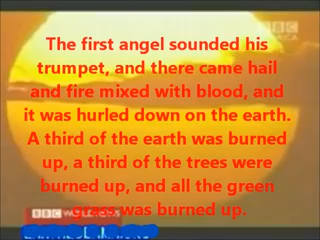 BBC
The first angel sounded his
trumpet, and there came hail
and fire mixed with blood, and
it was hurled down on the earth.
A third of the earth was burned
up, a third of the trees were
burned up, and all the green
grass was burned up.
BBC